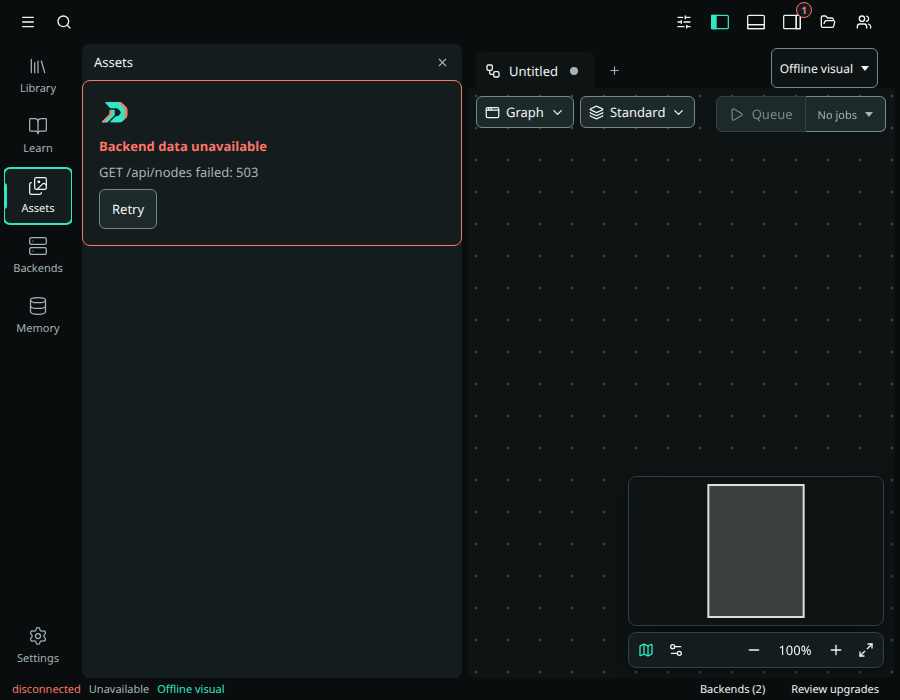 1
Library
Learn
Assets
Backends
Memory
Settings
Assets
Backend data unavailable
GET /api/nodes failed: 503
Retry
Untitled
Offline visual
Graph
Standard
Queue
No jobs
100%
disconnected Unavailable Offline visual
Backends (2) Review upgrades